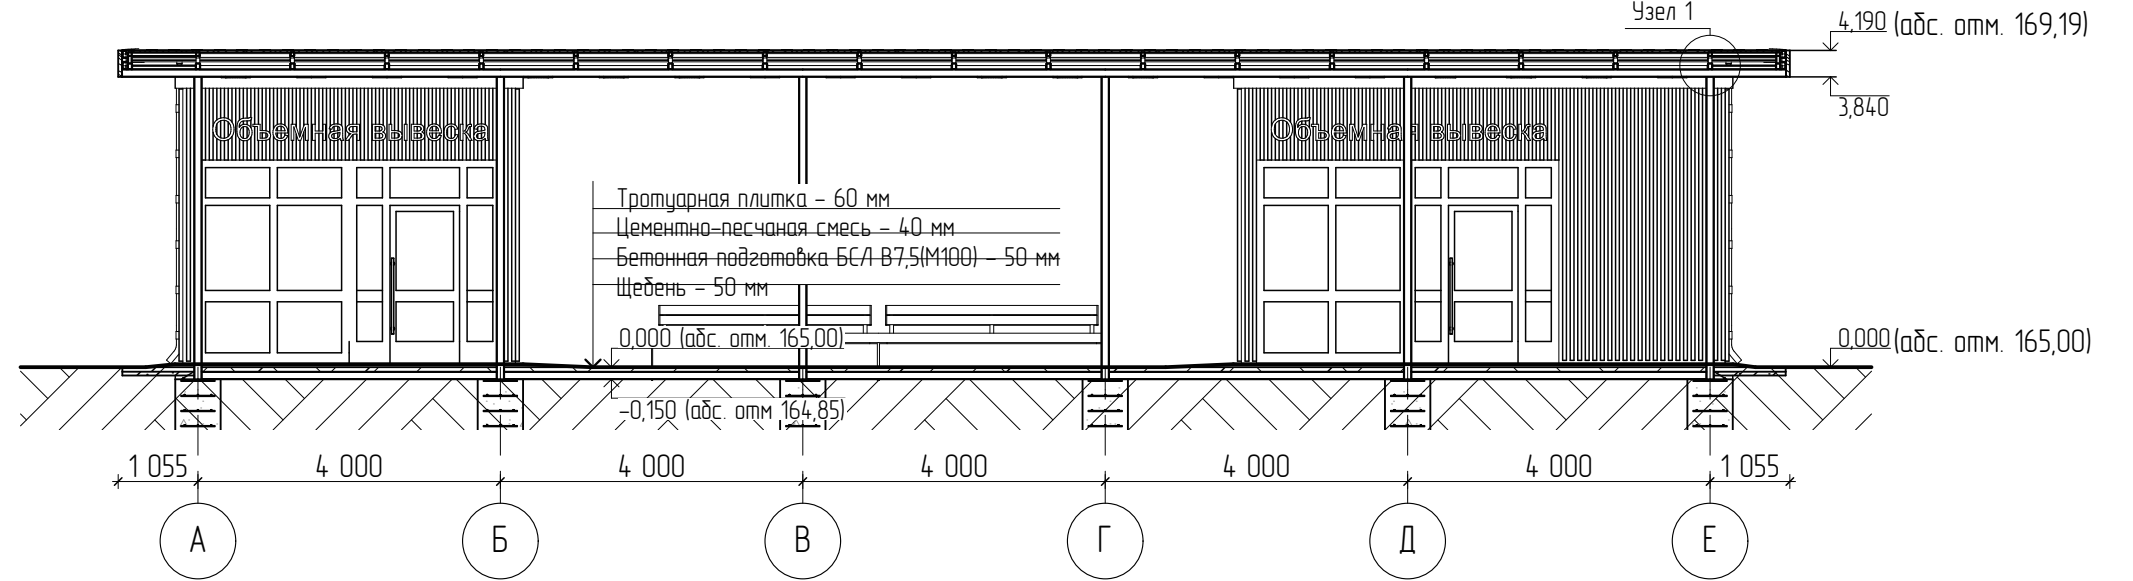 Узел 1
4,190 (абс. отм. 169,19)
3,840
Объемная вывеска
Объемная вывеска
Тротуарная плитка – 60 мм
Цементно-песчаная смесь – 40 мм
Бетонная подготовка БСЛ В7,5(М100) – 50 мм
Щебень – 50 мм
0,000 (абс. отм. 165,00)
0,000 (абс. отм. 165,00)
-0,150 (абс. отм 164,85)
1 055
4 000
4 000
4 000
4 000
4 000
1 055
А
Б
В
Г
Д
Е